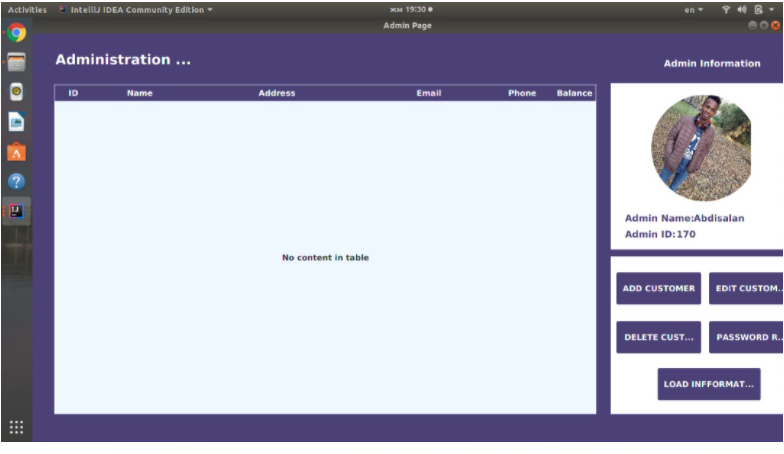 Activities IntelliJ IDEA Community Edition жм 19:30 en
Admin Page
Administration ...
Admin Information
ID Name Address Email Phone Balance
No content in table
Admin Name:Abdisalan
Admin ID:170
ADD CUSTOMER EDIT CUSTOM...
DELETE CUST... PASSWORD R...
LOAD INFFORMAT...